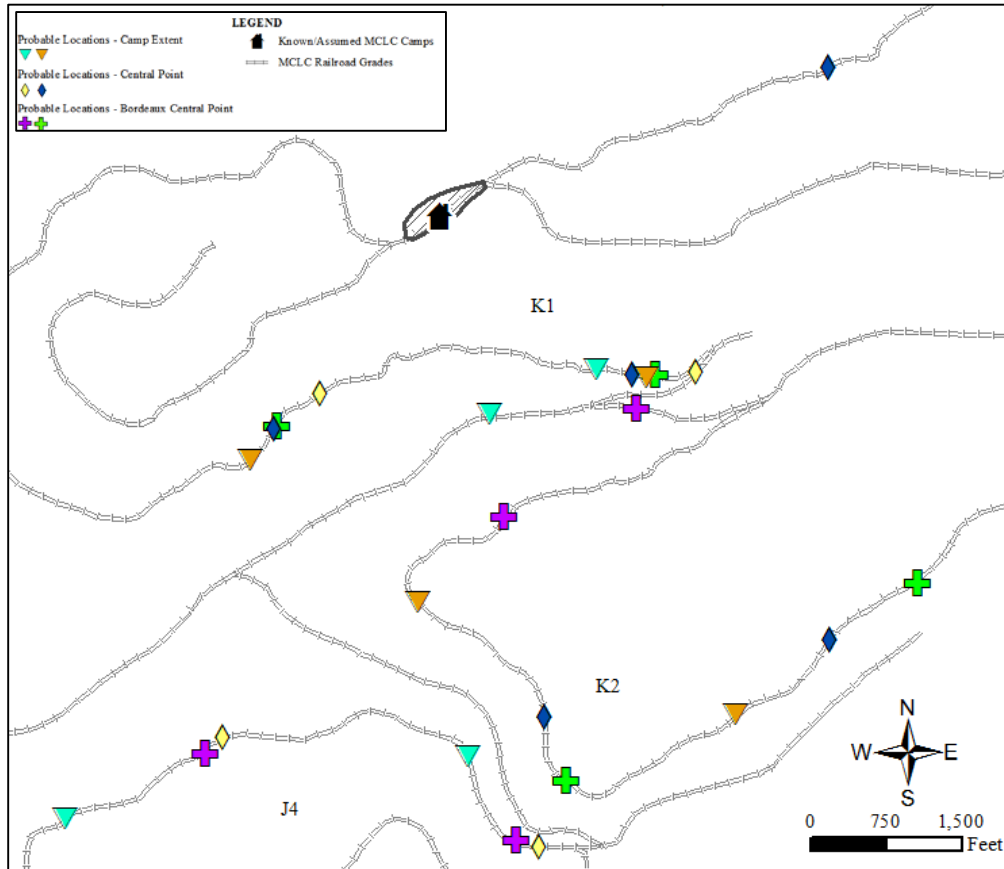 LEGEND
Probable Locations - Camp Extent
Known/Assumed MCLC Camps
MCLC Railroad Grades
Probable Locations - Central Point
Probable Locations - Bordeaux Central Point
K1
K2
N
W E
S
J4
0 750 1,500
Feet